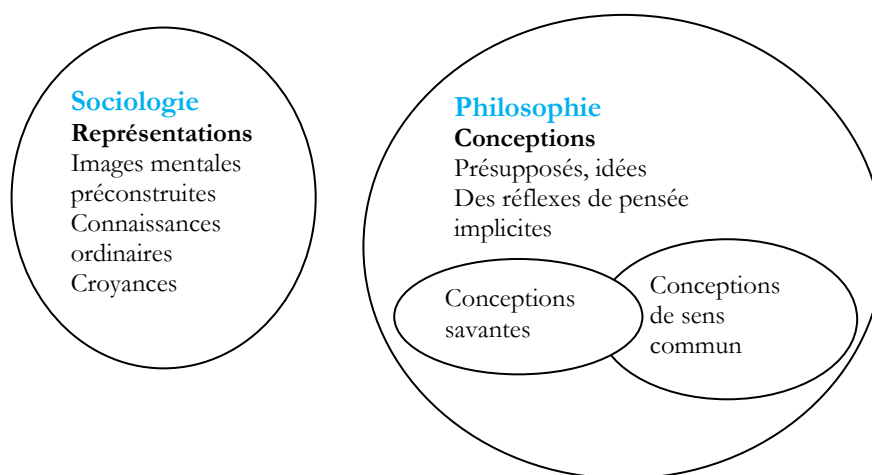 Sociologie
Représentations
Images mentales
préconstruites
Connaissances
ordinaires
Croyances
Philosophie
Conceptions
Présupposés, idées
Des réflexes de pensée
implicites
Conceptions
savantes
Conceptions
de sens
commun